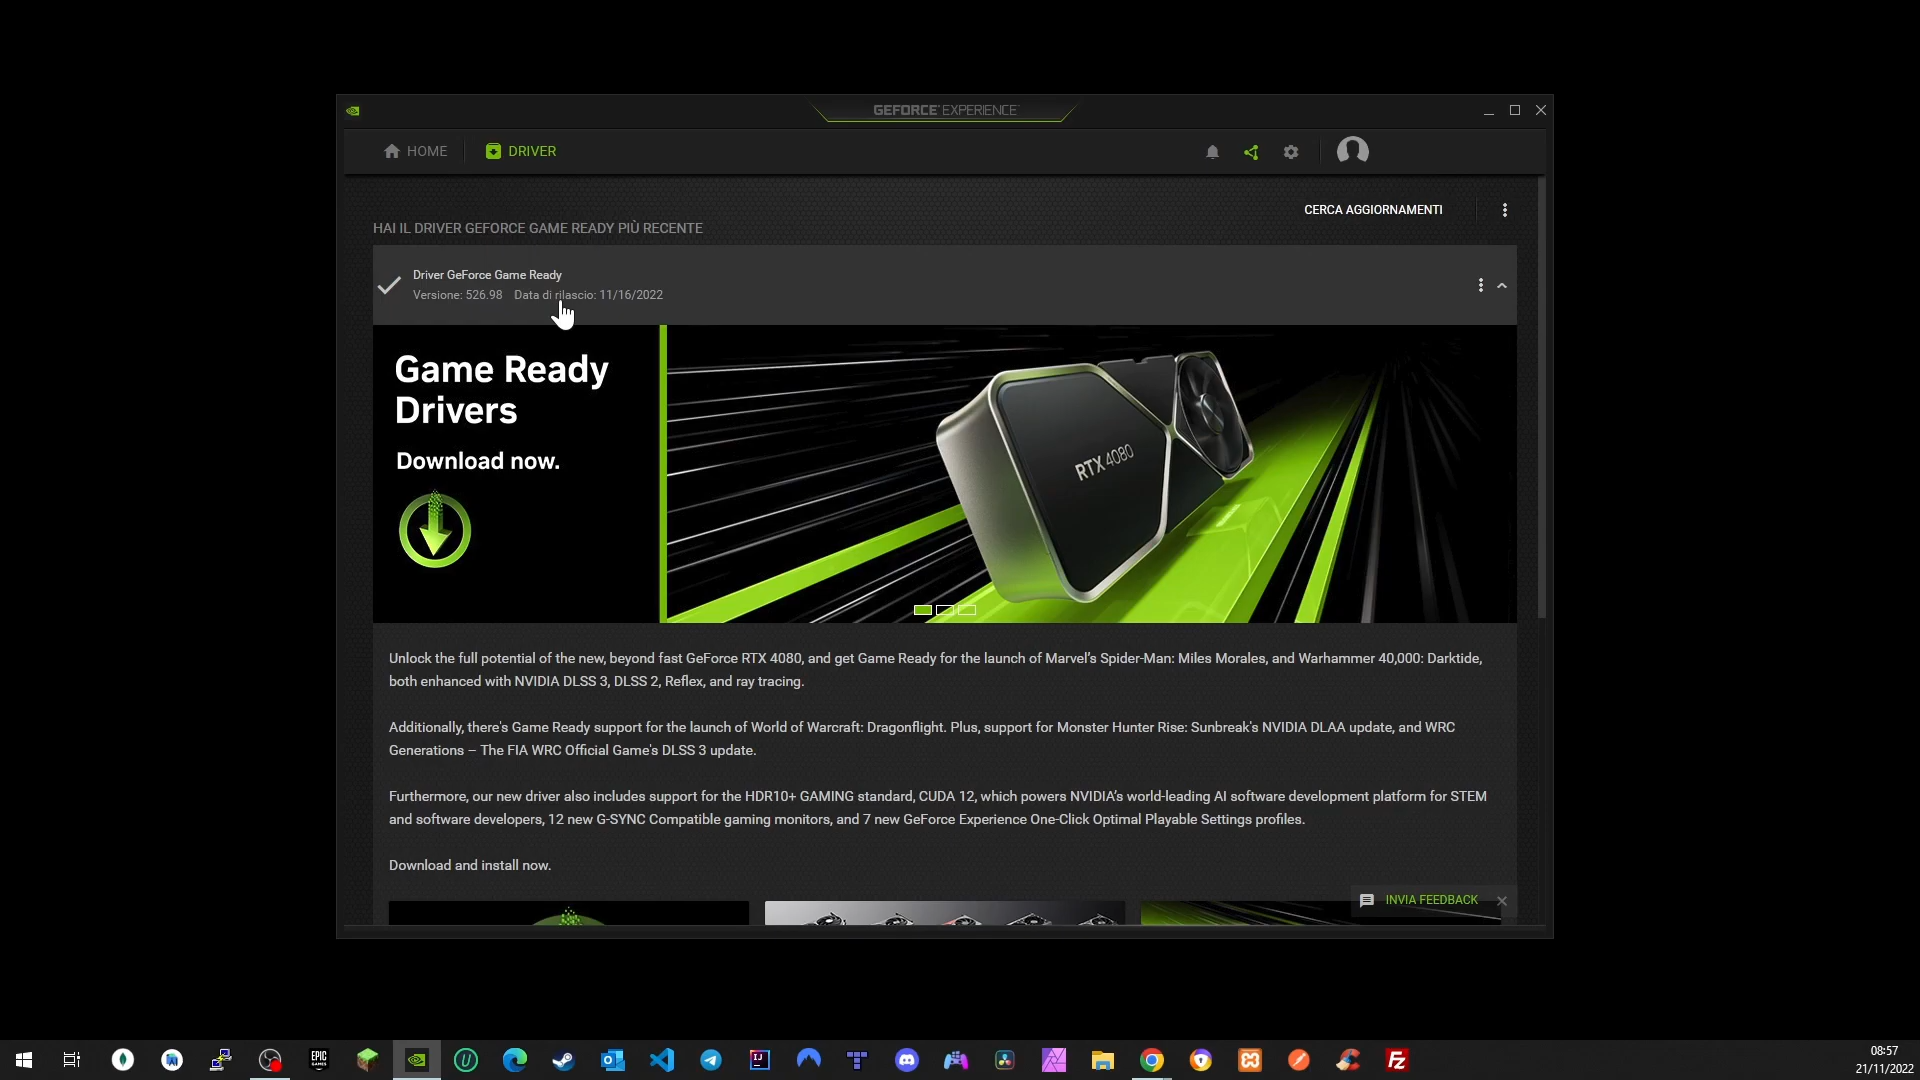 GEFORCE EXPERIENCE
HOME
DRIVER
CERCA AGGIORNAMENTI
HAI IL DRIVER GEFORCE GAME READY PIÙ RECENTE
Driver GeForce Game Ready
Versione: 526.98 Data di rilascio: 11/16/2022
Game Ready
Drivers
Download now.
RTX 4080
Unlock the full potential of the new, beyond fast GeForce RTX 4080, and get Game Ready for the launch of Marvel's Spider-Man: Miles Morales, and Warhammer 40,000: Darktide,
both enhanced with NVIDIA DLSS 3, DLSS 2, Reflex, and ray tracing.
Additionally, there's Game Ready support for the launch of World of Warcraft: Dragonflight. Plus, support for Monster Hunter Rise: Sunbreak's NVIDIA DLAA update, and WRC
Generations – The FIA WRC Official Game's DLSS 3 update.
Furthermore, our new driver also includes support for the HDR10+ GAMING standard, CUDA 12, which powers NVIDIA's world-leading AI software development platform for STEM
and software developers, 12 new G-SYNC Compatible gaming monitors, and 7 new GeForce Experience One-Click Optimal Playable Settings profiles.
Download and install now.
INVIA FEEDBACK
EPIC
GAMES
IJ
Fz
08:57
21/11/2022